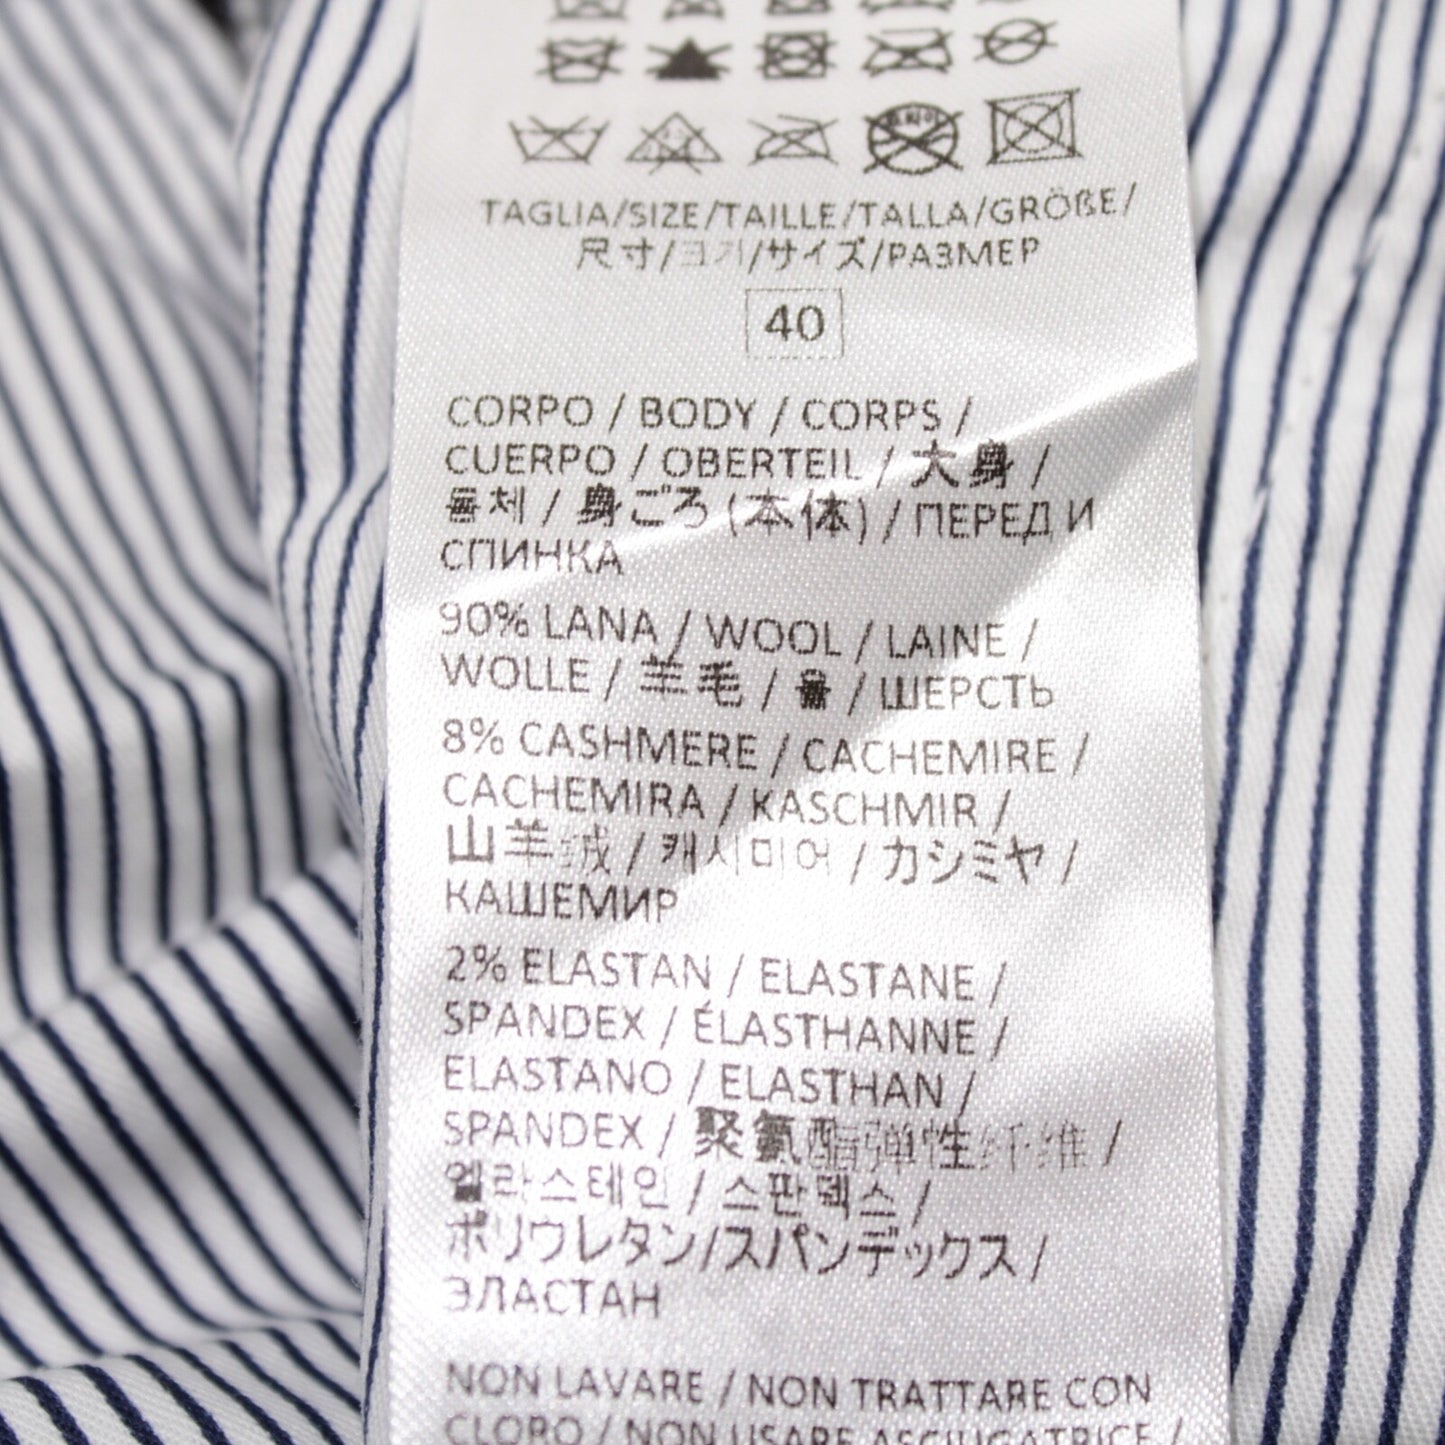 TAGLIA/SIZE/TAILLE/TALLA/GRÖßE/
尺寸/크기/サイズ/РАЗМЕР
40
CORPO / BODY / CORPS /
CUERPO / OBERTEIL / 大身 /
몸체 / 身ごろ (本体) / ПЕРЕД И
СПИНКА
90% LANA / WOOL / LAINE /
WOLLE / 羊毛 / 울 / ШЕРСТЬ
8% CASHMERE / CACHEMIRE /
CACHEMIRA / KASCHMIR /
山羊绒 / 캐시미어 / カシミヤ /
КАШЕМИР
2% ELASTAN / ELASTANE /
SPANDEX / ÉLASTHANNE /
ELASTANO / ELASTHAN /
SPANDEX / 聚氨酯弹性纤维 /
엘라스테인 / 스판덱스 /
ポリウレタン/スパンデックス /
ЭЛАСТАН
NON LAVARE / NON TRATTARE CON
CLORO / NON USARE ASCIUGATRICE /